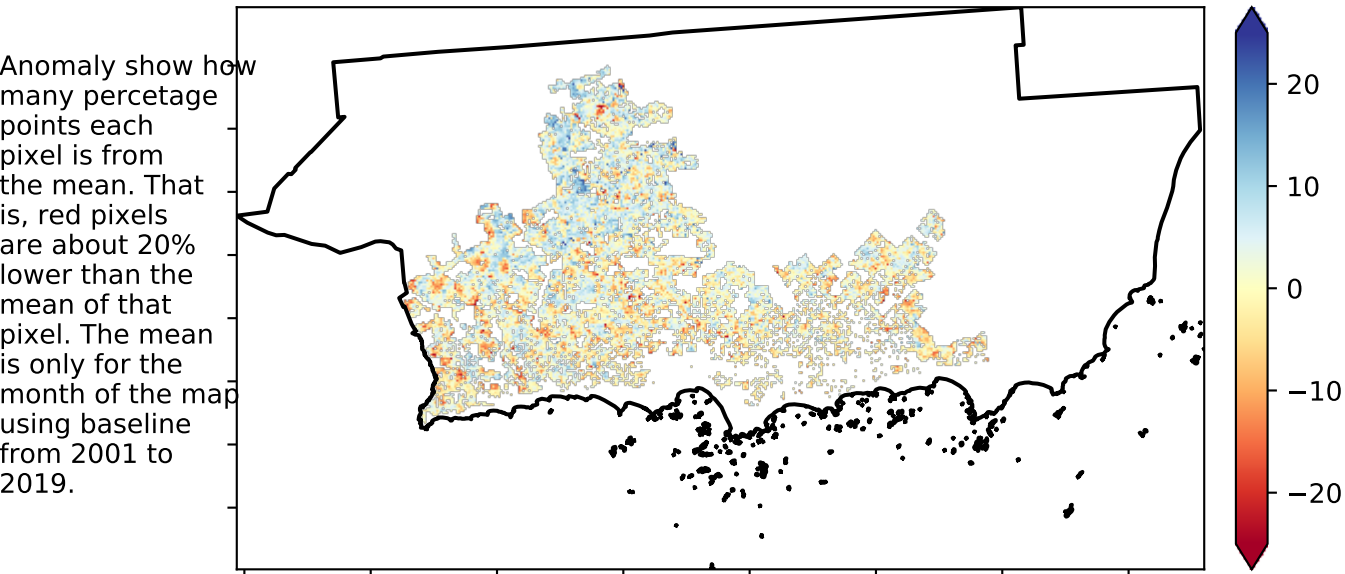 Anomaly show how
many percetage
points each
pixel is from
the mean. That
is, red pixels
are about 20%
lower than the
mean of that
pixel. The mean
is only for the
month of the map
using baseline
from 2001 to
2019.
20
10
0
−10
−20